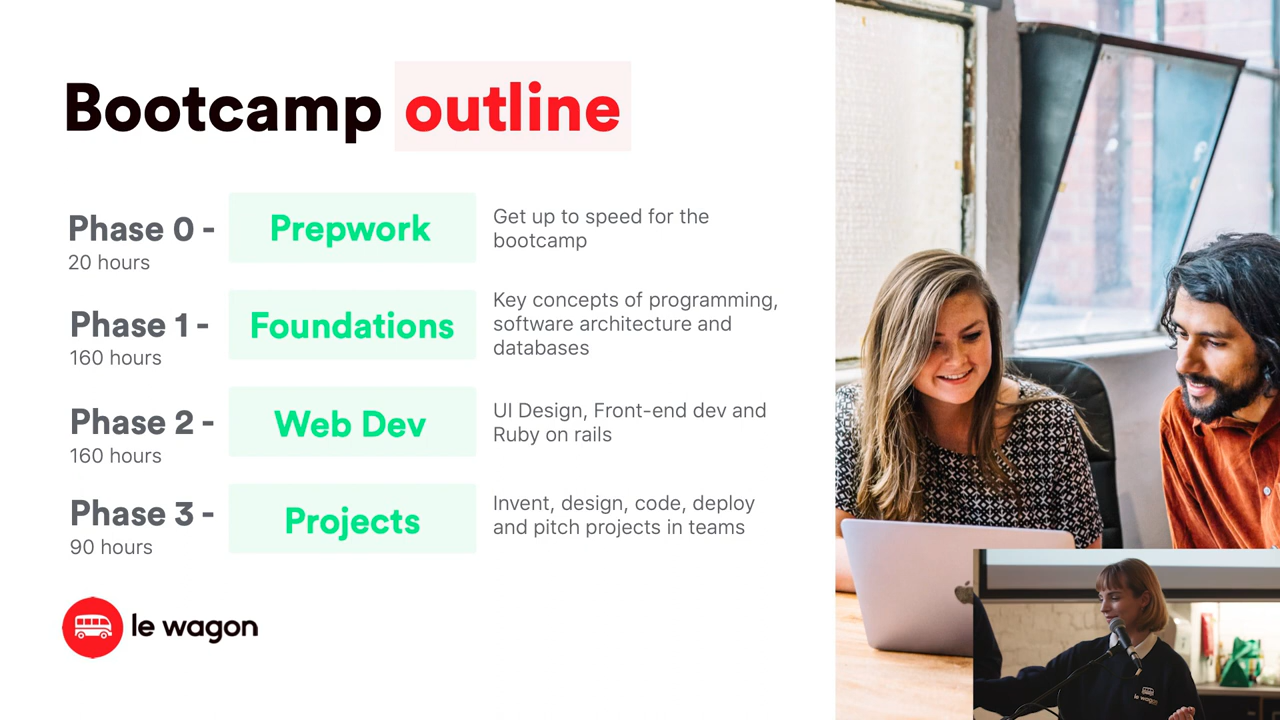 Bootcamp outline
Phase 0 -
20 hours
Prepwork
Get up to speed for the
bootcamp
Phase 1 -
160 hours
Foundations
Key concepts of programming,
software architecture and
databases
Phase 2 -
160 hours
Web Dev
UI Design, Front-end dev and
Ruby on rails
Phase 3 -
90 hours
Projects
Invent, design, code, deploy
and pitch projects in teams
le wagon
le wagon